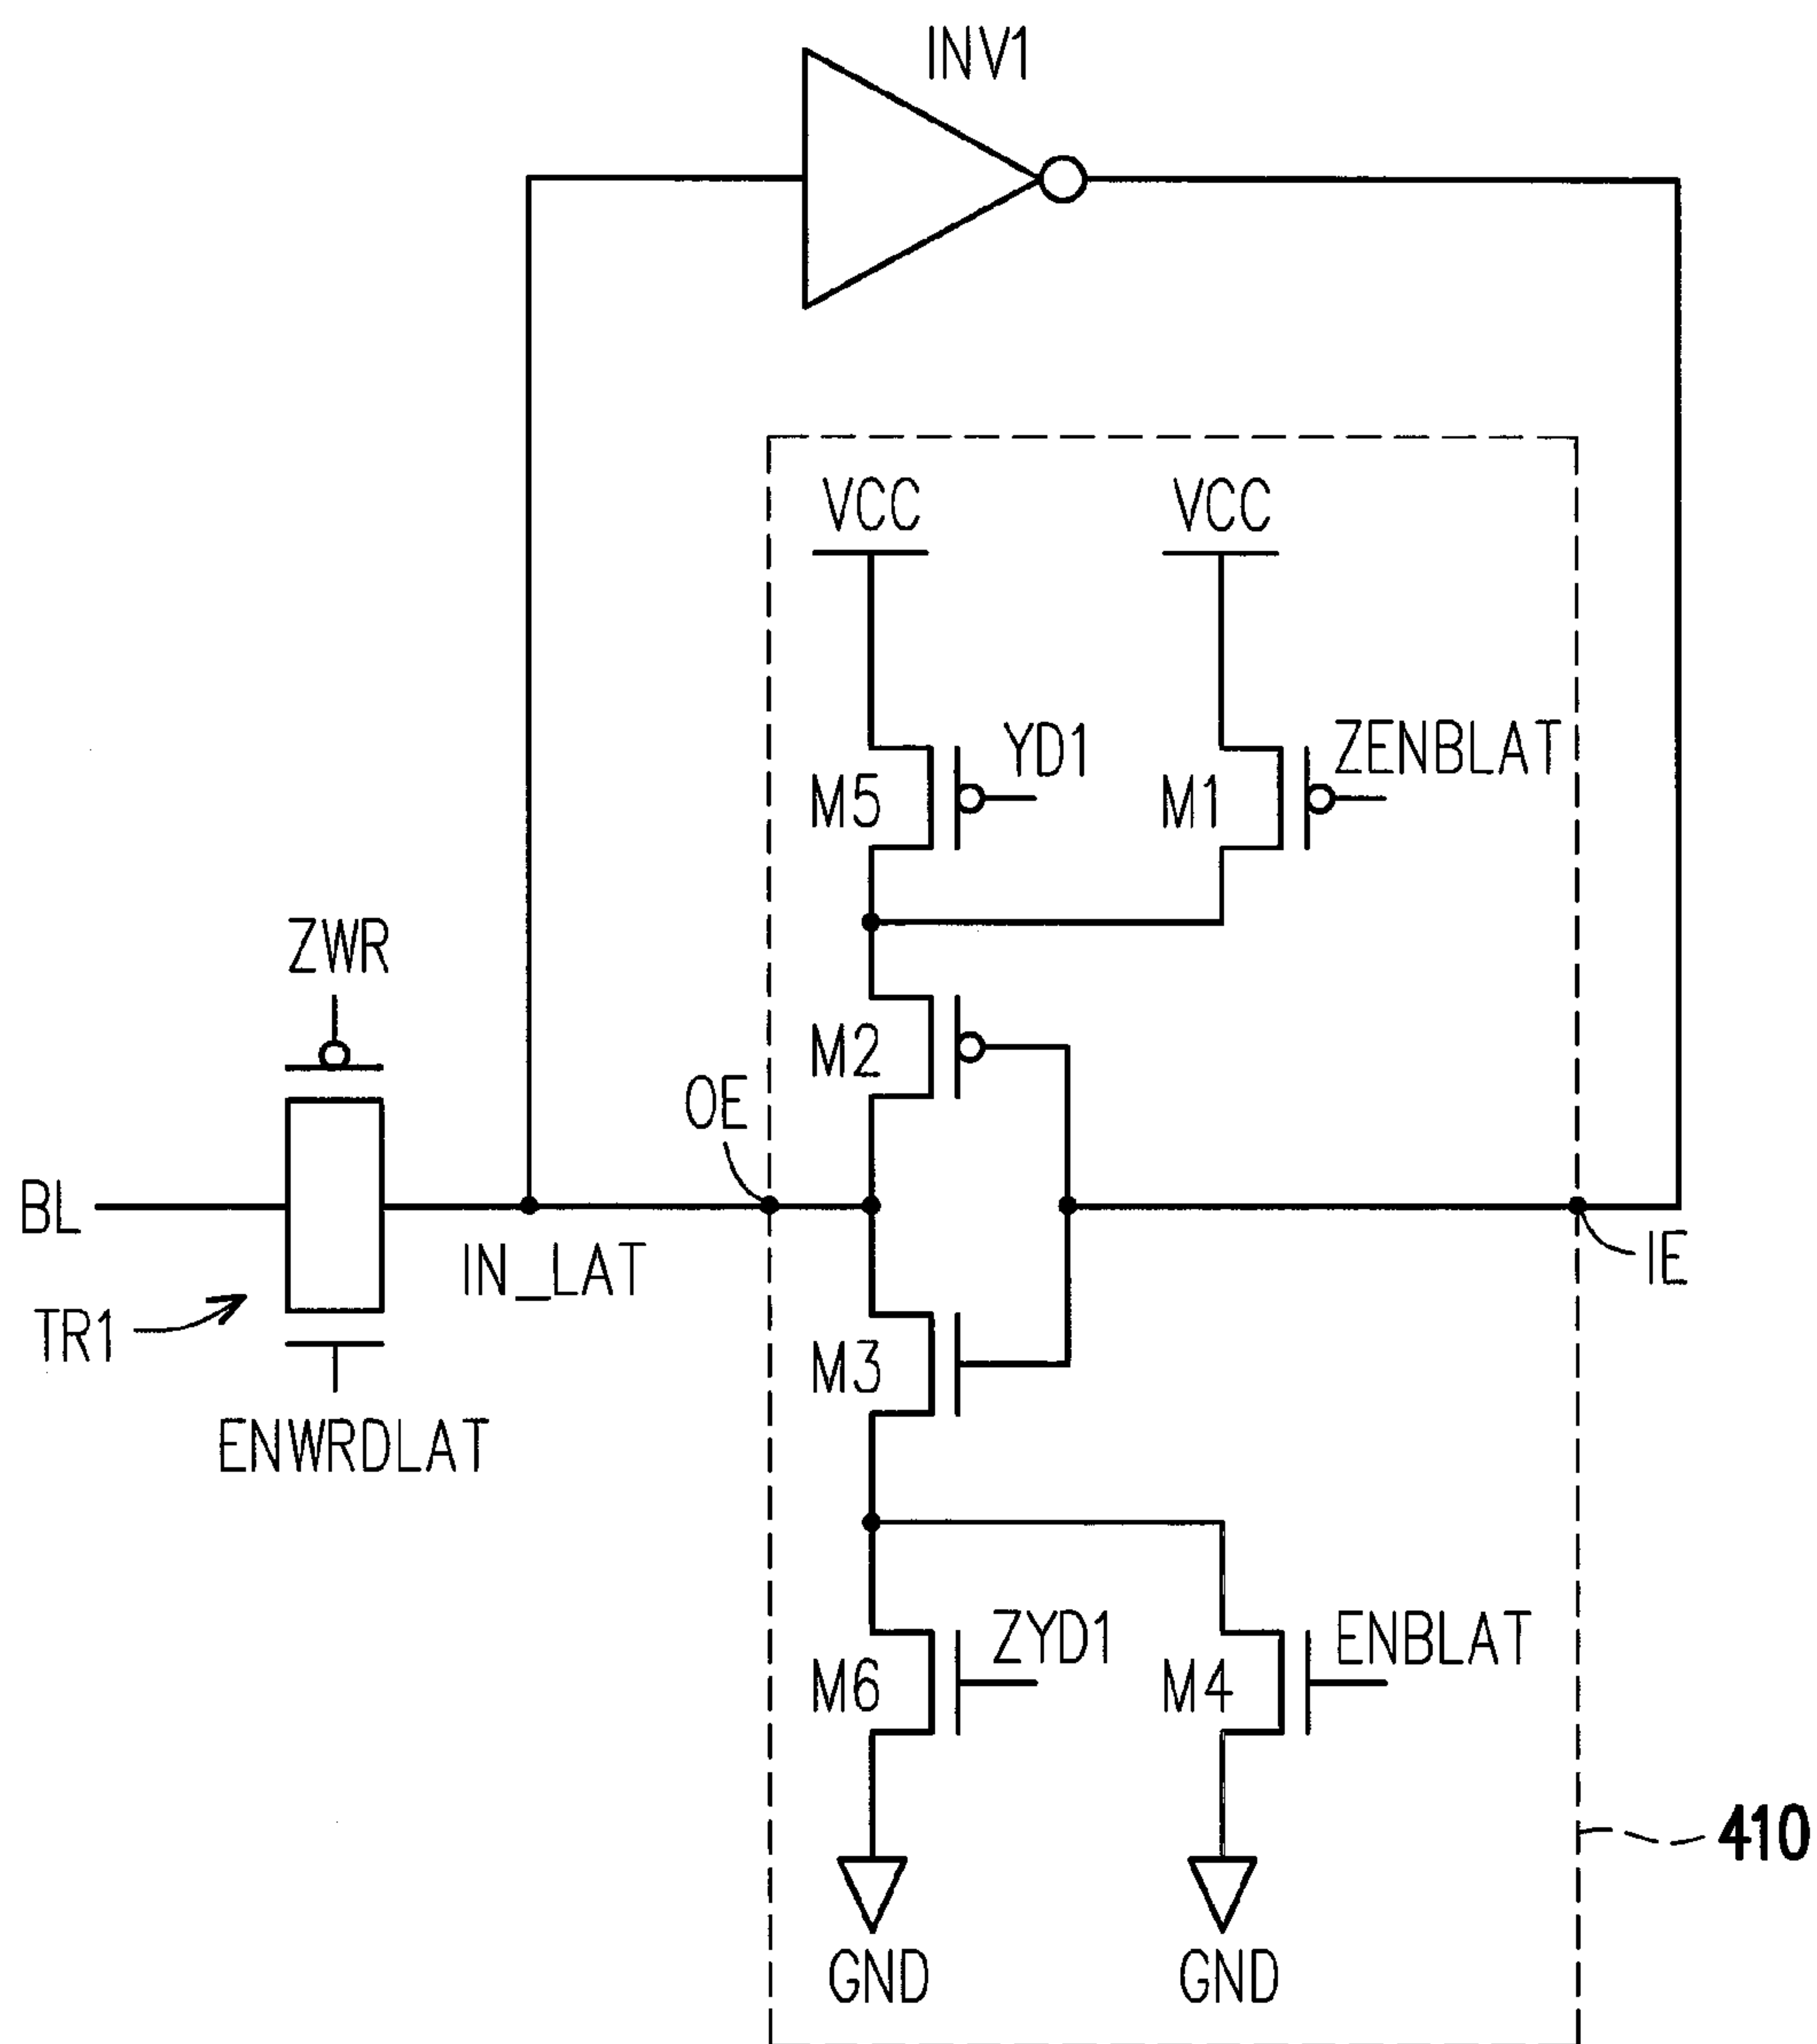 INV1
VCC VCC
YD1 ZENBLAT
M5 M1
ZWR
M2
OE
BL
IN_LAT IE
TR1
M3
ENWRDLAT
ZYD1 ENBLAT
M6 M4
410
GND GND